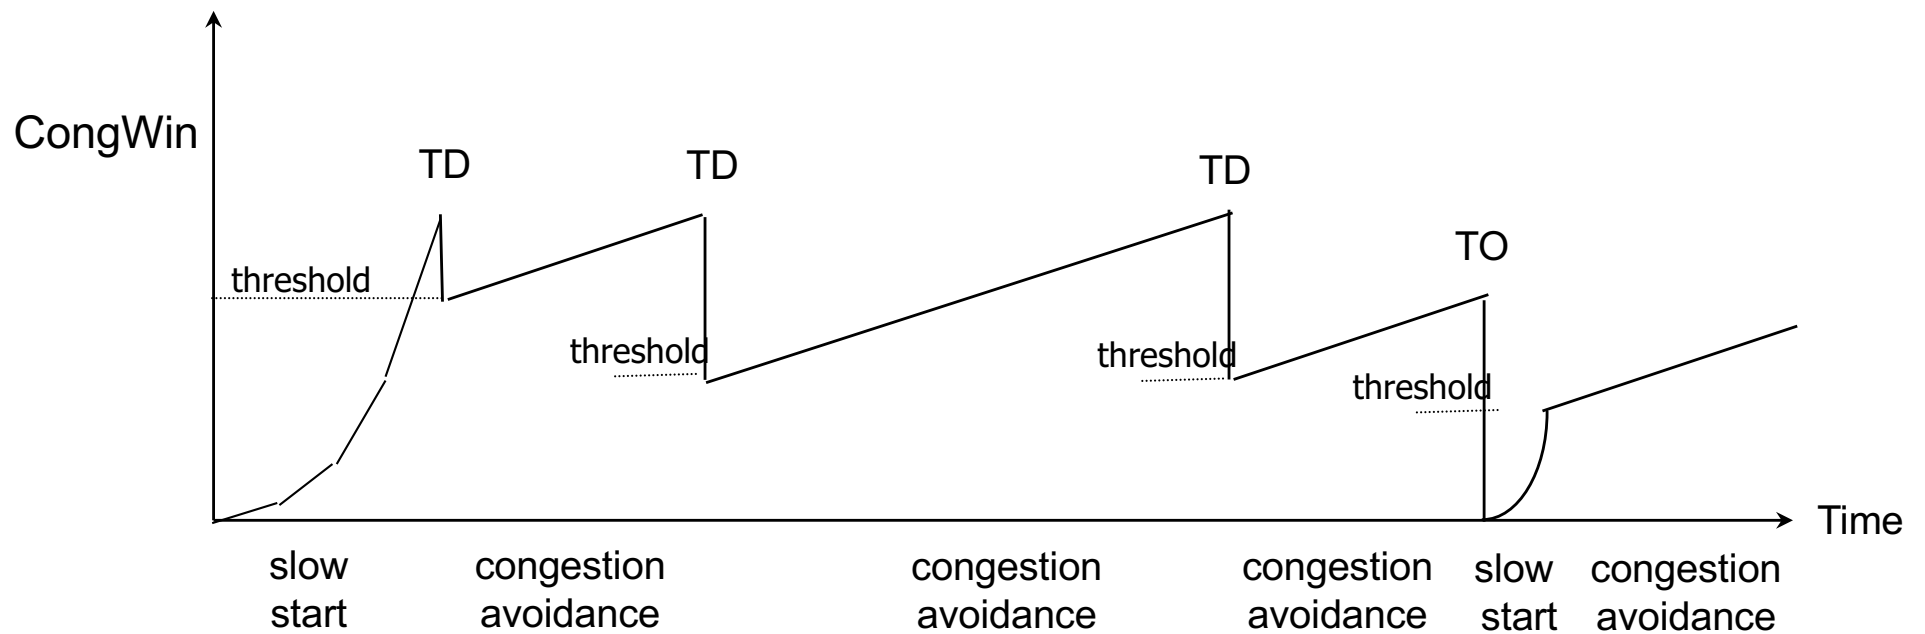 CongWin
TD
TD
TD
TO
threshold
threshold
threshold
threshold
Time
slow
start
congestion
avoidance
congestion
avoidance
congestion
avoidance
slow
start
congestion
avoidance